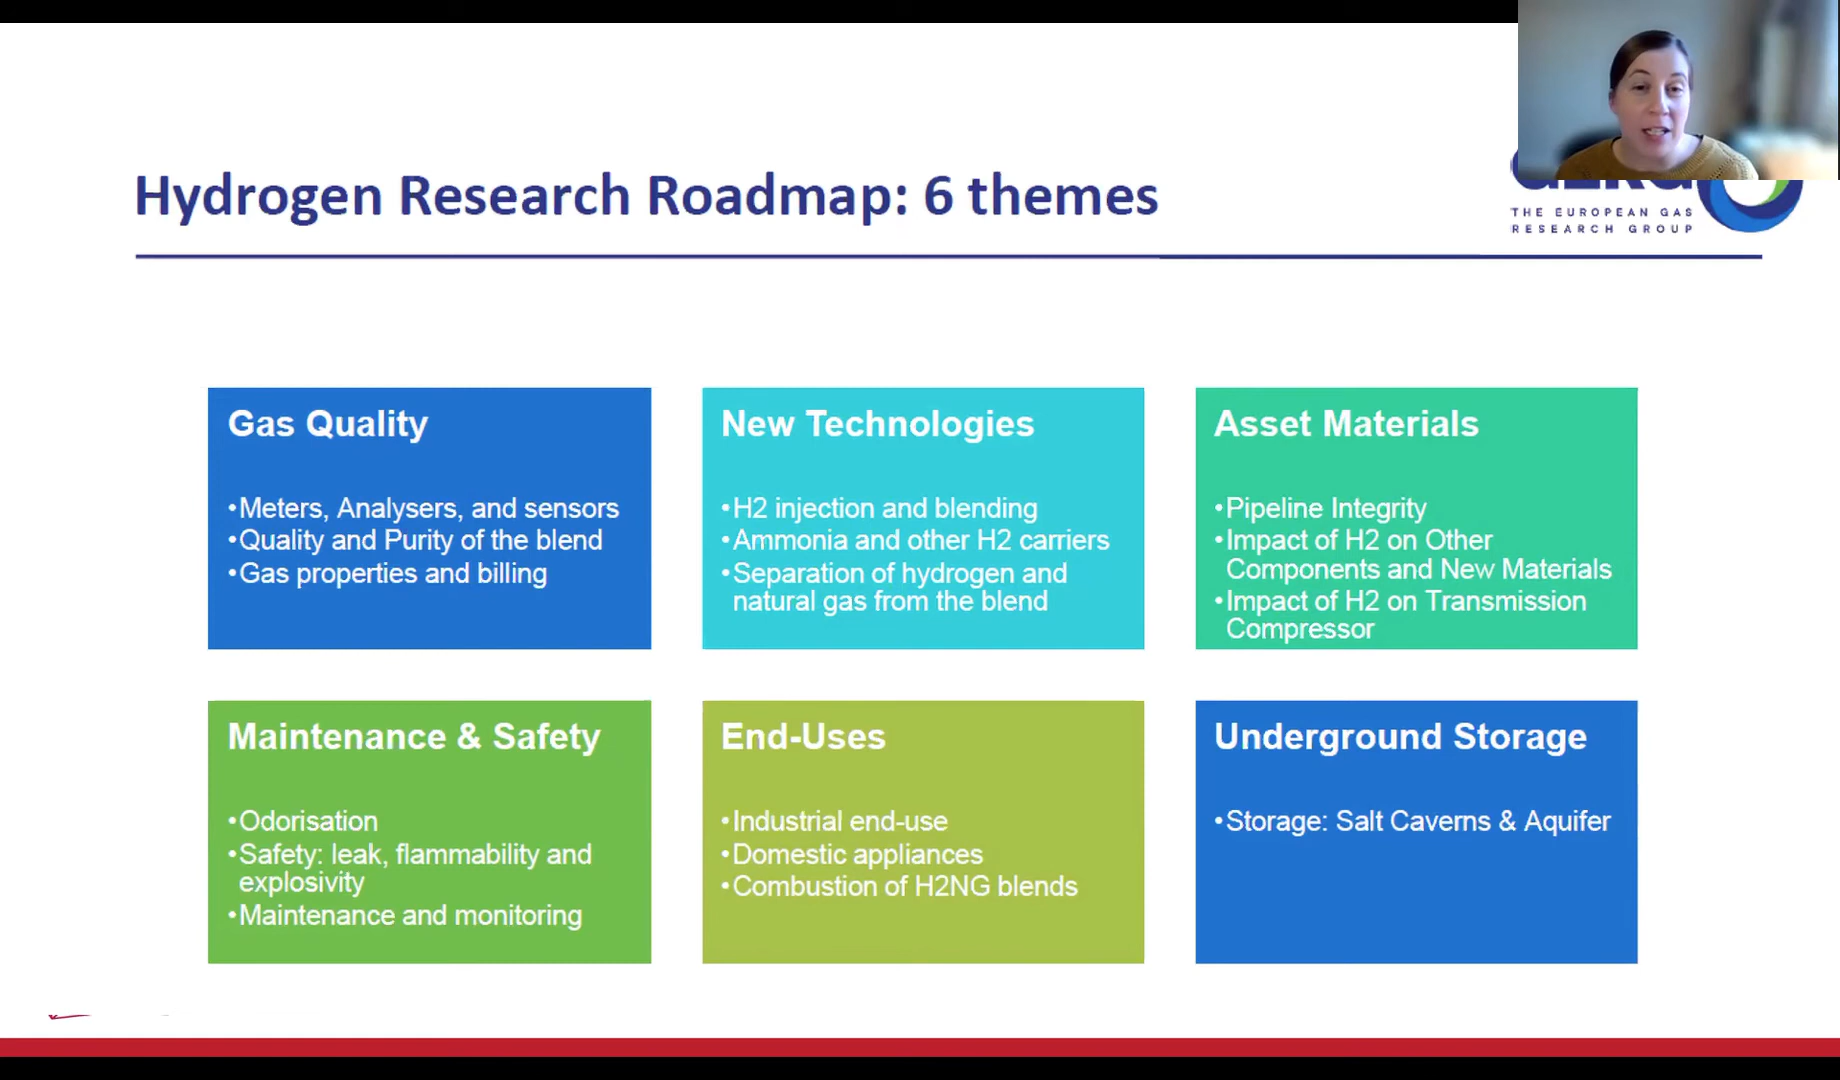 Hydrogen Research Roadmap: 6 themes
THE EUROPEAN GAS
RESEARCH GROUP
Gas Quality
•Meters, Analysers, and sensors
•Quality and Purity of the blend
•Gas properties and billing
New Technologies
•H2 injection and blending
•Ammonia and other H2 carriers
•Separation of hydrogen and
natural gas from the blend
Asset Materials
•Pipeline Integrity
•Impact of H2 on Other
Components and New Materials
•Impact of H2 on Transmission
Compressor
Maintenance & Safety
•Odorisation
•Safety: leak, flammability and
explosivity
•Maintenance and monitoring
End-Uses
•Industrial end-use
•Domestic appliances
•Combustion of H2NG blends
Underground Storage
•Storage: Salt Caverns & Aquifer